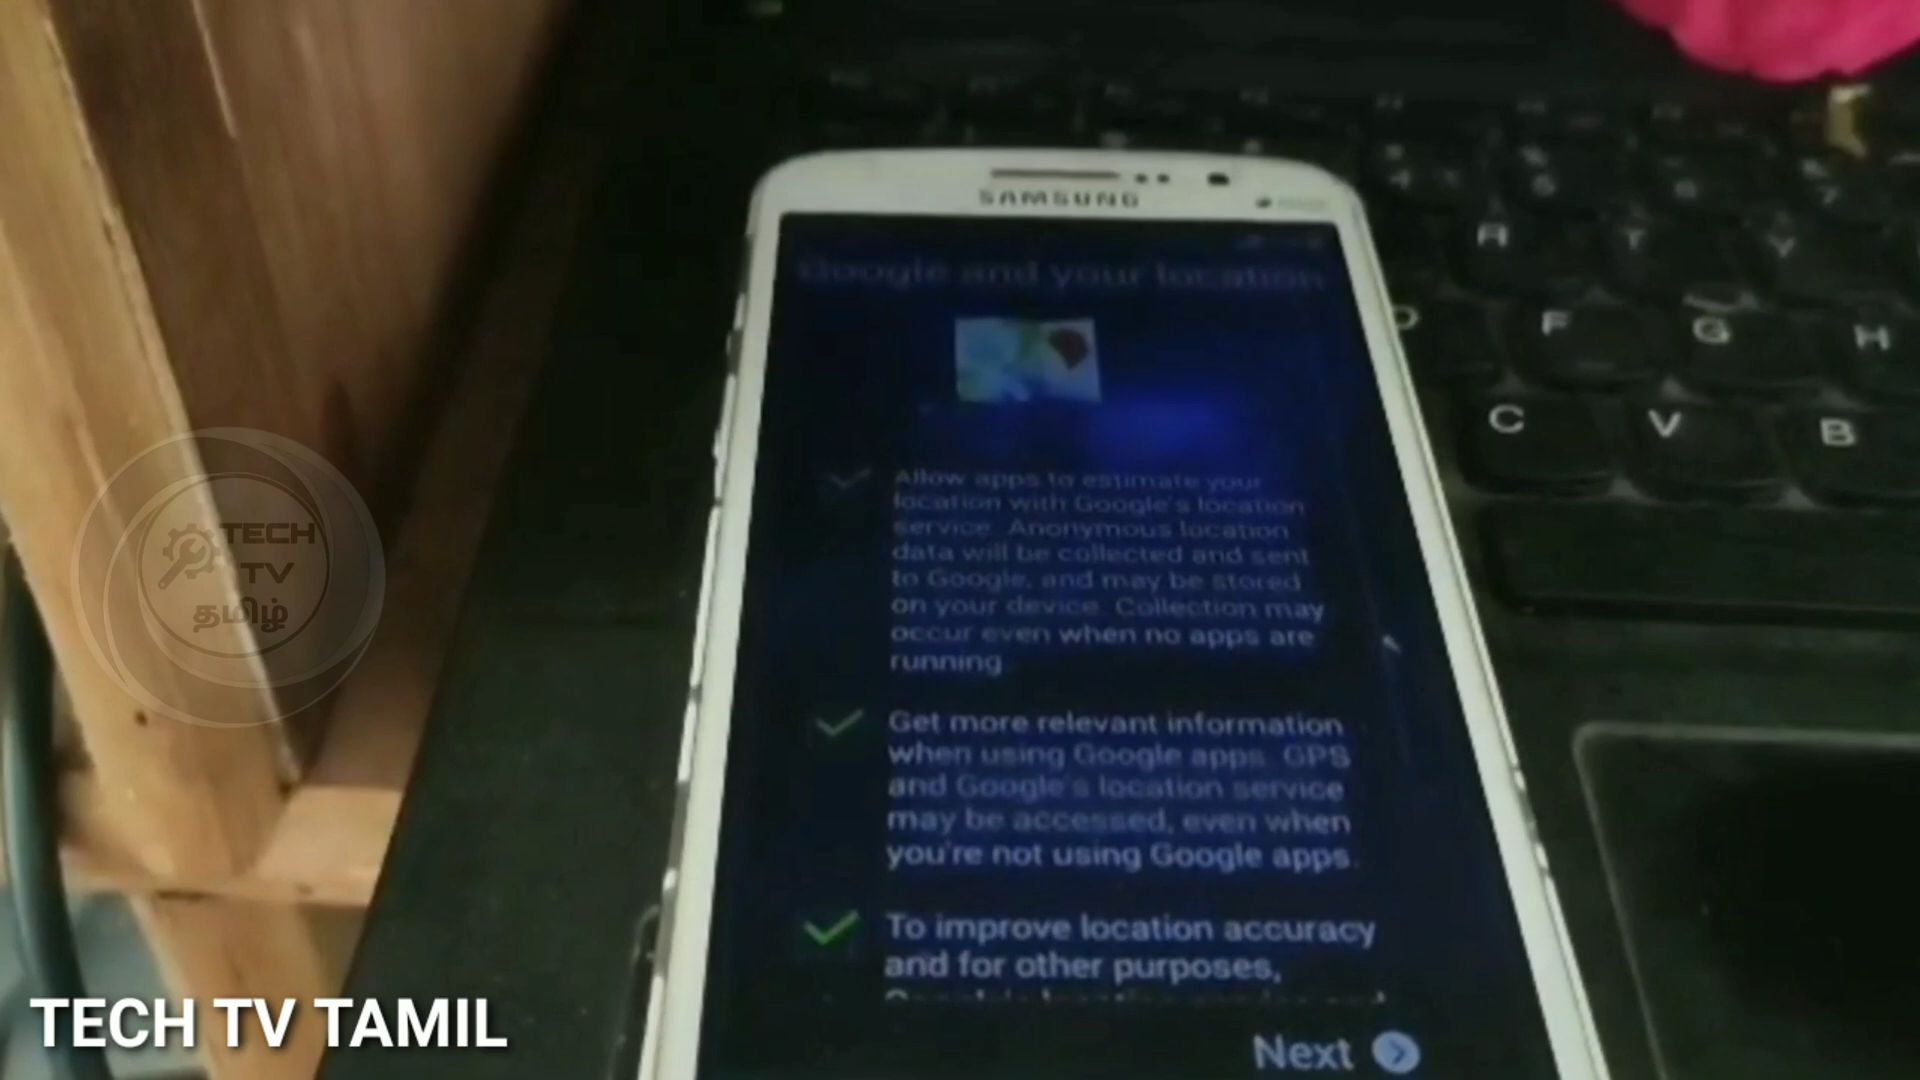 SAMSUNG
Google and your location
Allow apps to estimate your
location with Google's location
service. Anonymous location
data will be collected and sent
to Google, and may be stored
on your device. Collection may
occur even when no apps are
running.
Get more relevant information
when using Google apps. GPS
and Google's location service
may be accessed, even when
you're not using Google apps.
To improve location accuracy
and for other purposes,
Next
4 5 6 7
R T Y
D F G H
C V B
TECH
TV
தமிழ்
TECH TV TAMIL